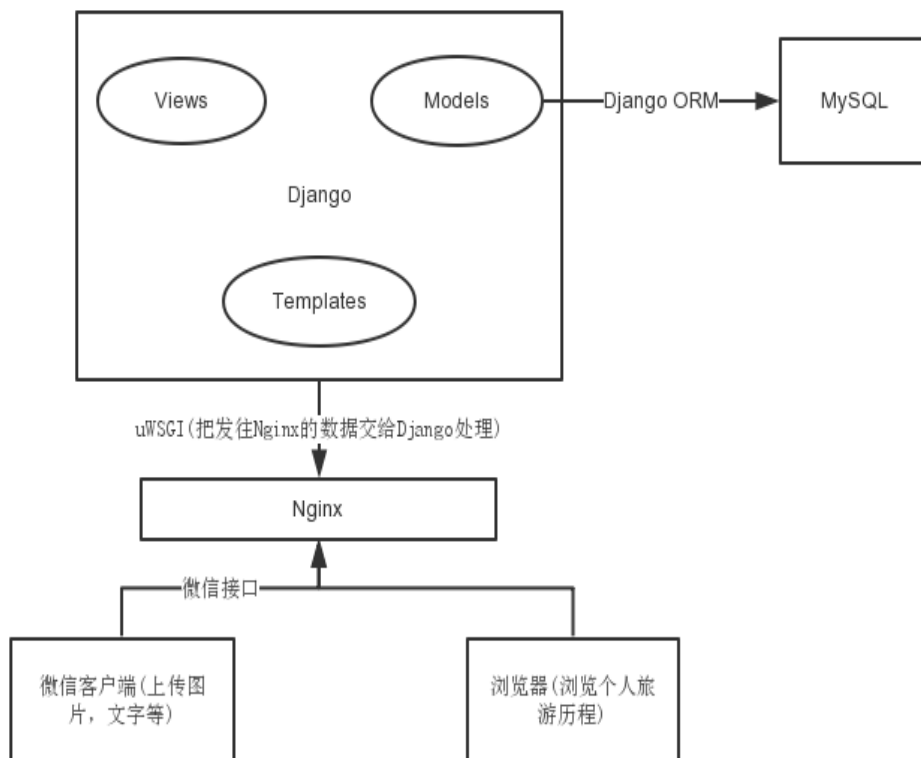 Views
Models
Django ORM
MySQL
Django
Templates
uWSGI(把发往Nginx的数据交给Django处理)
Nginx
微信接口
微信客户端(上传图
片，文字等)
浏览器(浏览个人旅
游历程)